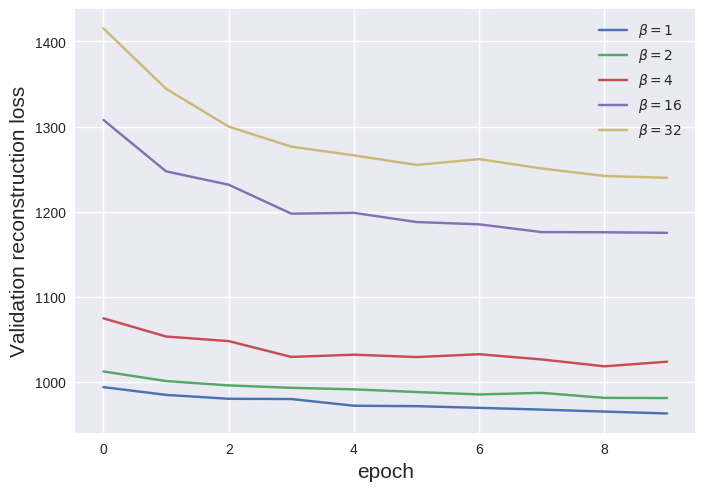 1400
1300
1200
1100
1000
0
2
4
6
8
Validation reconstruction loss
epoch
β = 1
β = 2
β = 4
β = 16
β = 32